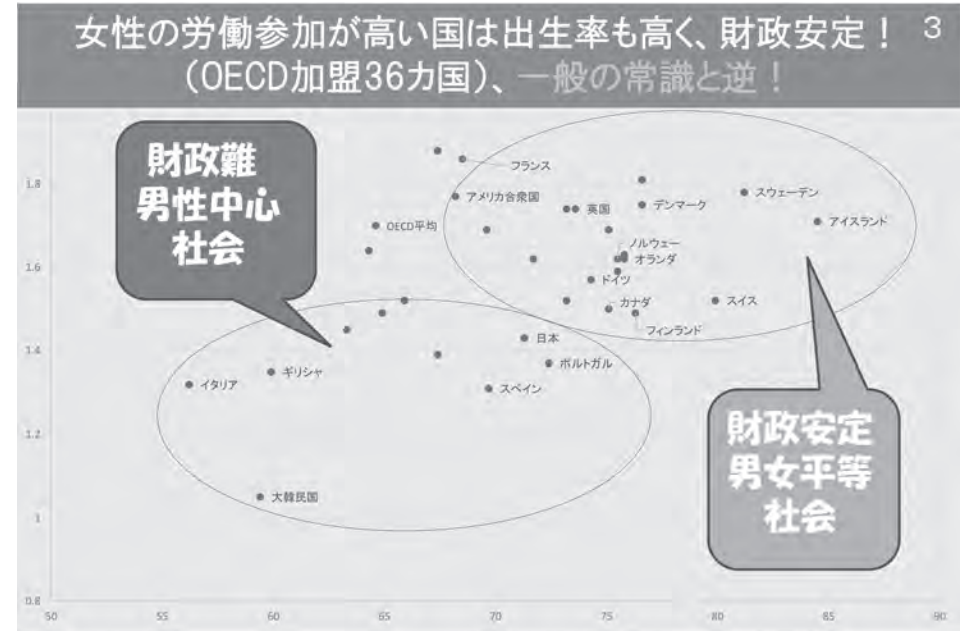 女性の労働参加が高い国は出生率も高く、財政安定！ 3
（OECD加盟36カ国）、一般の常識と逆！
財政難
男性中心
社会
フランス
アメリカ合衆国
OECD平均
英国
デンマーク
スウェーデン
アイスランド
ノルウェー
オランダ
ドイツ
カナダ
スイス
フィンランド
日本
ポルトガル
スペイン
ギリシャ
イタリア
大韓民国
財政安定
男女平等
社会
1.8
1.6
1.4
1.2
1
0.8
50 55 60 65 70 75 80 85 90